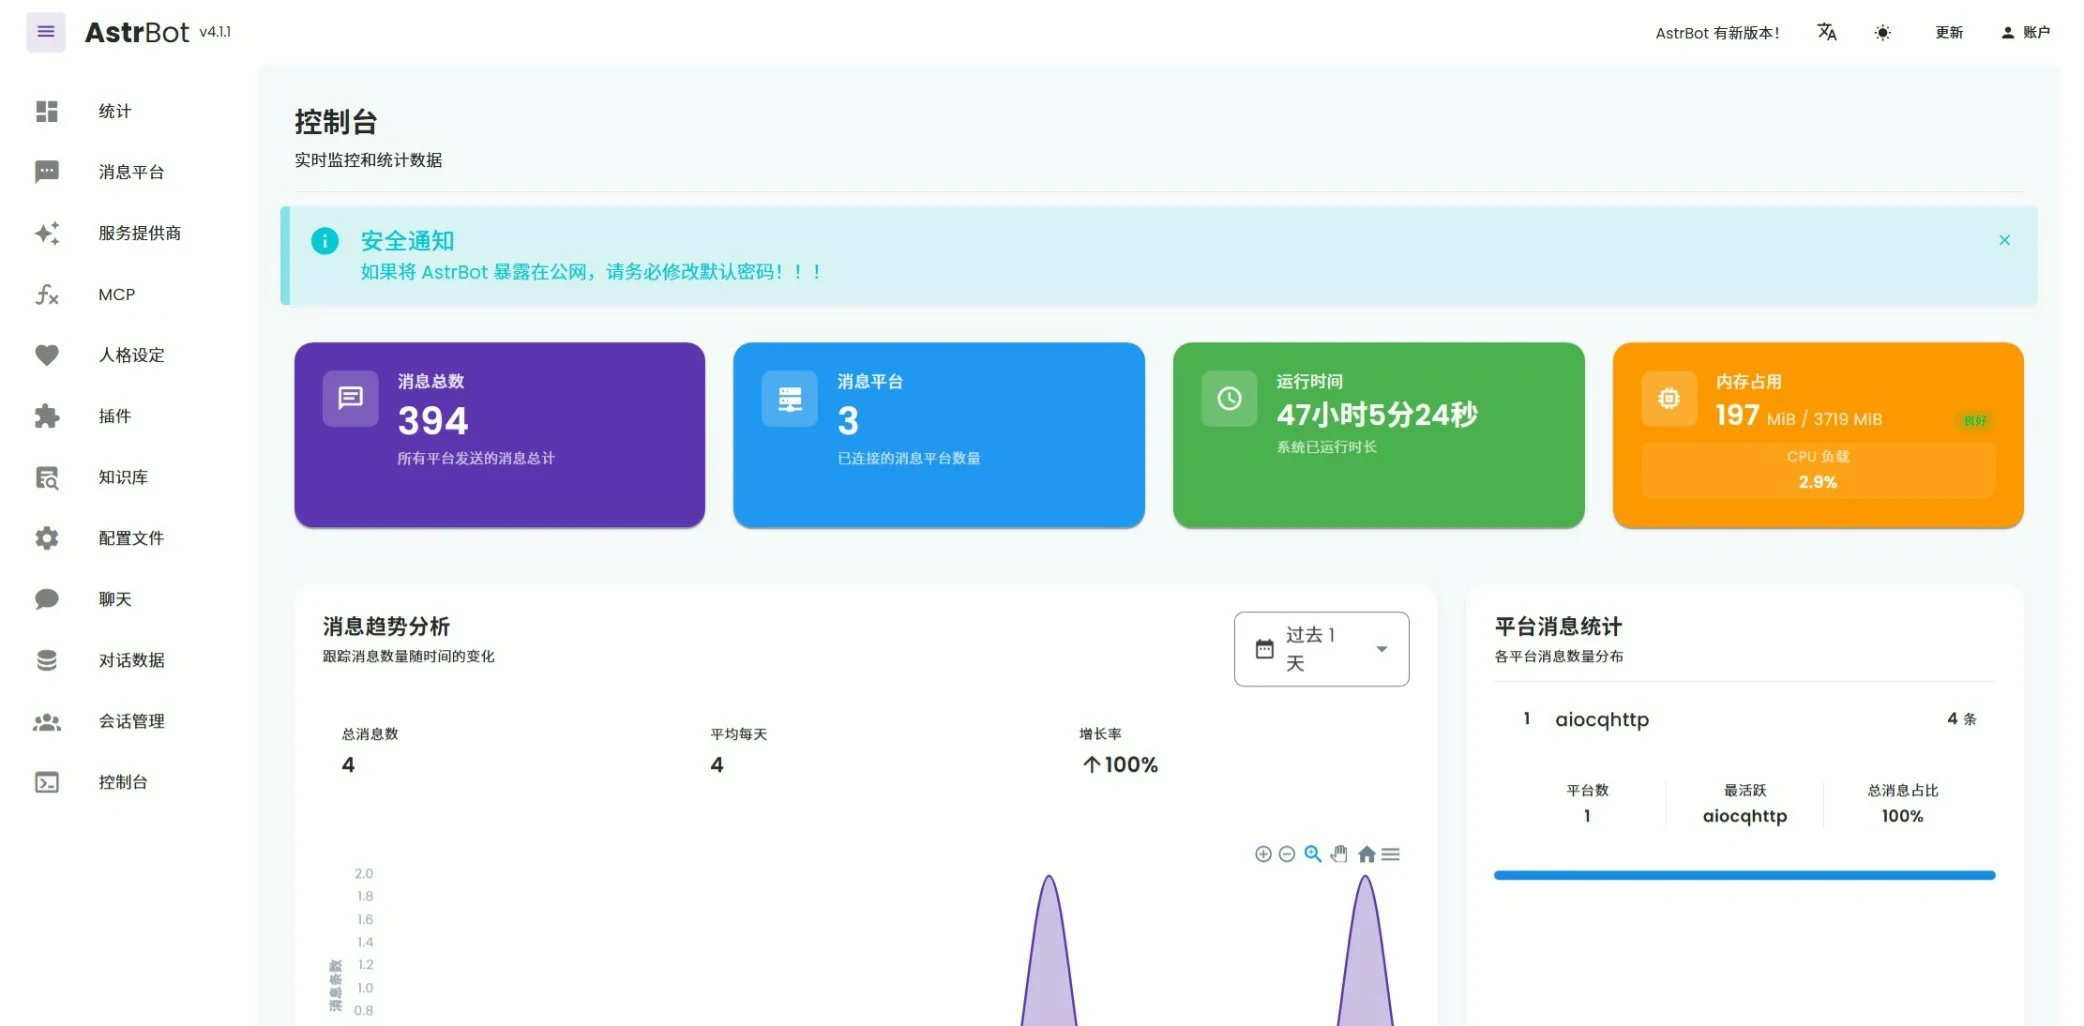 AstrBot v4.1.1
AstrBot 有新版本!
更新
账户
统计
消息平台
服务提供商
MCP
人格设定
插件
知识库
配置文件
聊天
对话数据
会话管理
控制台
控制台
实时监控和统计数据
安全通知
如果将 AstrBot 暴露在公网，请务必修改默认密码！！！
消息总数
394
所有平台发送的消息总计
消息平台
3
已连接的消息平台数量
运行时间
47小时5分24秒
系统已运行时长
内存占用
197 MiB / 3719 MiB
良好
CPU 负载
2.9%
消息趋势分析
跟踪消息数量随时间的变化
过去 1
天
总消息数
4
平均每天
4
增长率
↑100%
2.0
1.8
1.6
1.4
1.2
1.0
0.8
消息条数
平台消息统计
各平台消息数量分布
1 aiocqhttp 4 条
平台数
1
最活跃
aiocqhttp
总消息占比
100%